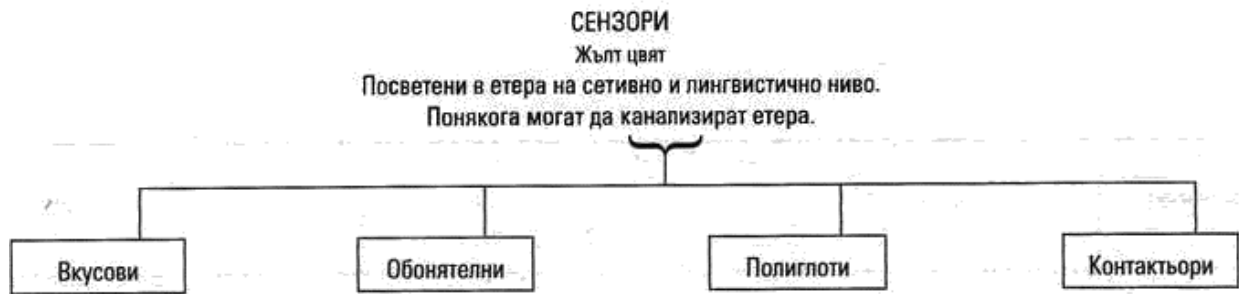 СЕНЗОРИ
Жълт цвят
Посветени в етера на сетивно и лингвистично ниво.
Понякога могат да канализират етера.
Вкусови
Обонятелни
Полиглоти
Контактьори